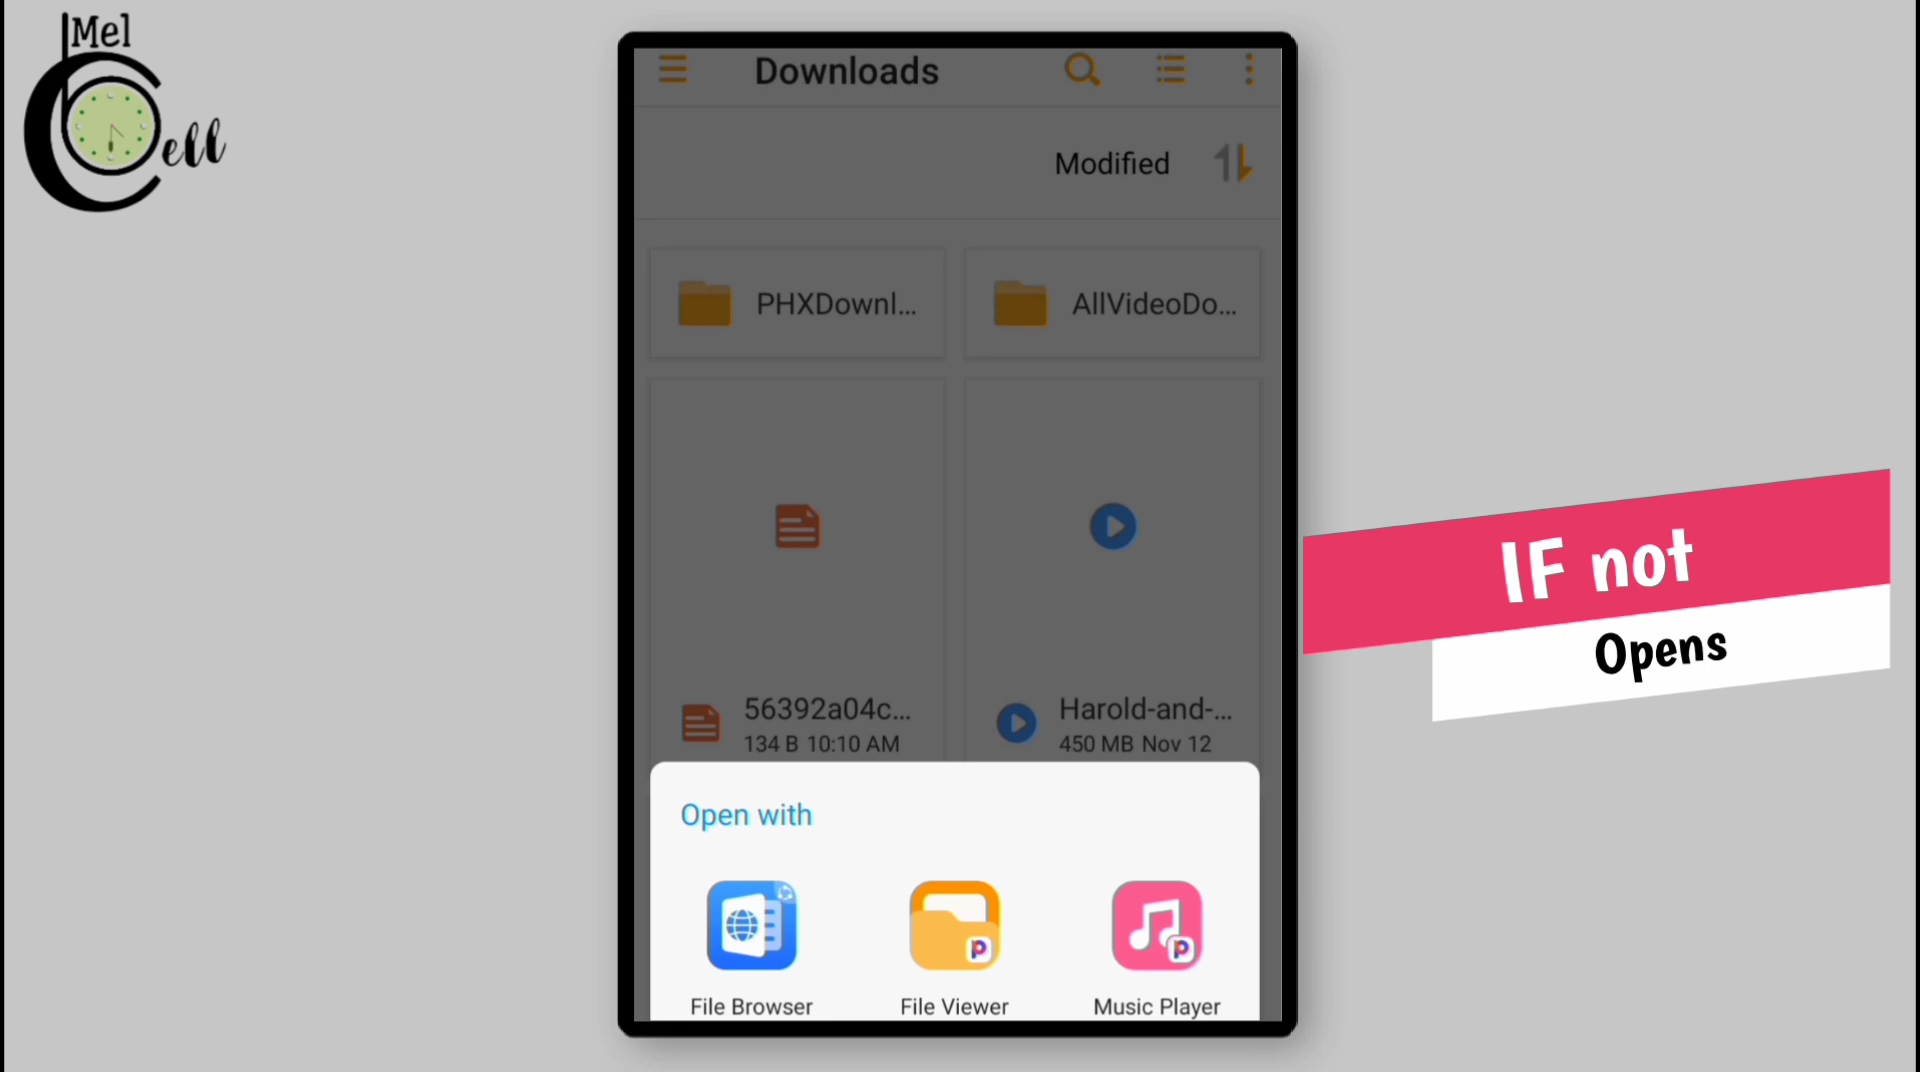 Mel
Cell
Downloads
Modified
PHXDownl...
AllVideoDo...
56392a04c...
134 B 10:10 AM
Harold-and-...
450 MB Nov 12
Open with
File Browser
File Viewer
Music Player
IF not
Opens